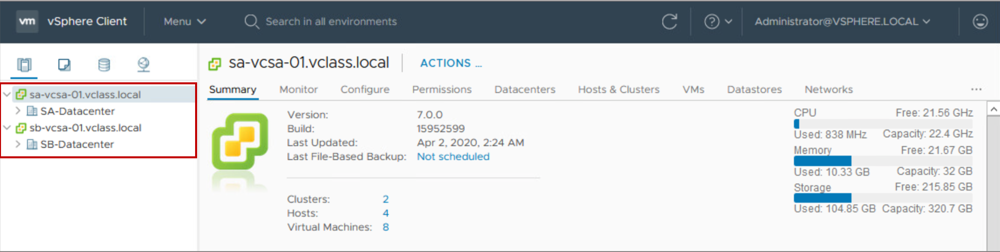 vm vSphere Client Menu Search in all environments ? Administrator@VSPHERE.LOCAL
sa-vcsa-01.vclass.local
SA-Datacenter
sb-vcsa-01.vclass.local
SB-Datacenter
sa-vcsa-01.vclass.local ACTIONS ...
Summary Monitor Configure Permissions Datacenters Hosts & Clusters VMs Datastores Networks ...
Version: 7.0.0
Build: 15952599
Last Updated: Apr 2, 2020, 2:24 AM
Last File-Based Backup: Not scheduled
Clusters: 2
Hosts: 4
Virtual Machines: 8
CPU Free: 21.56 GHz
Used: 838 MHz Capacity: 22.4 GHz
Memory Free: 21.67 GB
Used: 10.33 GB Capacity: 32 GB
Storage Free: 215.85 GB
Used: 104.85 GB Capacity: 320.7 GB